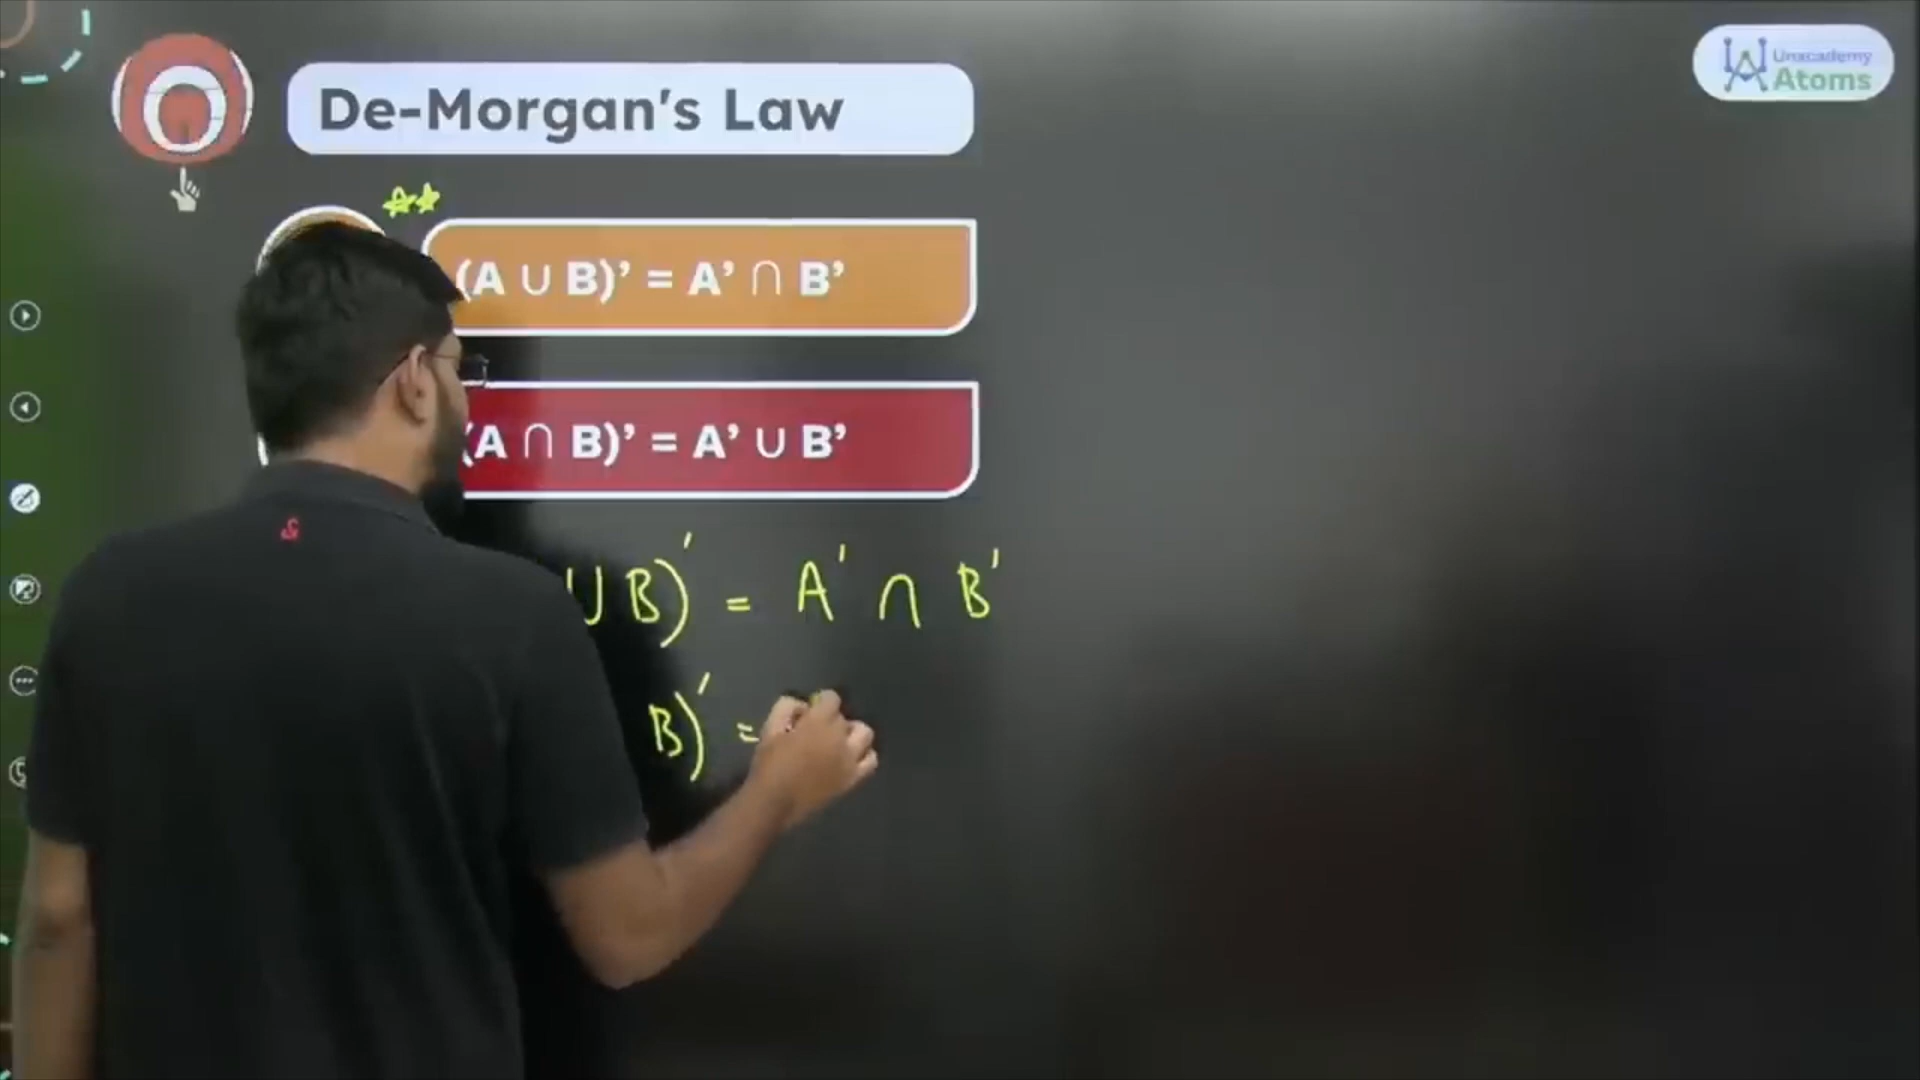 De-Morgan's Law
Unacademy
Atoms
(A ∪ B)’ = A’ ∩ B’
(A ∩ B)’ = A’ ∪ B’
∪ B)' = A' ∩ B'
B)' =